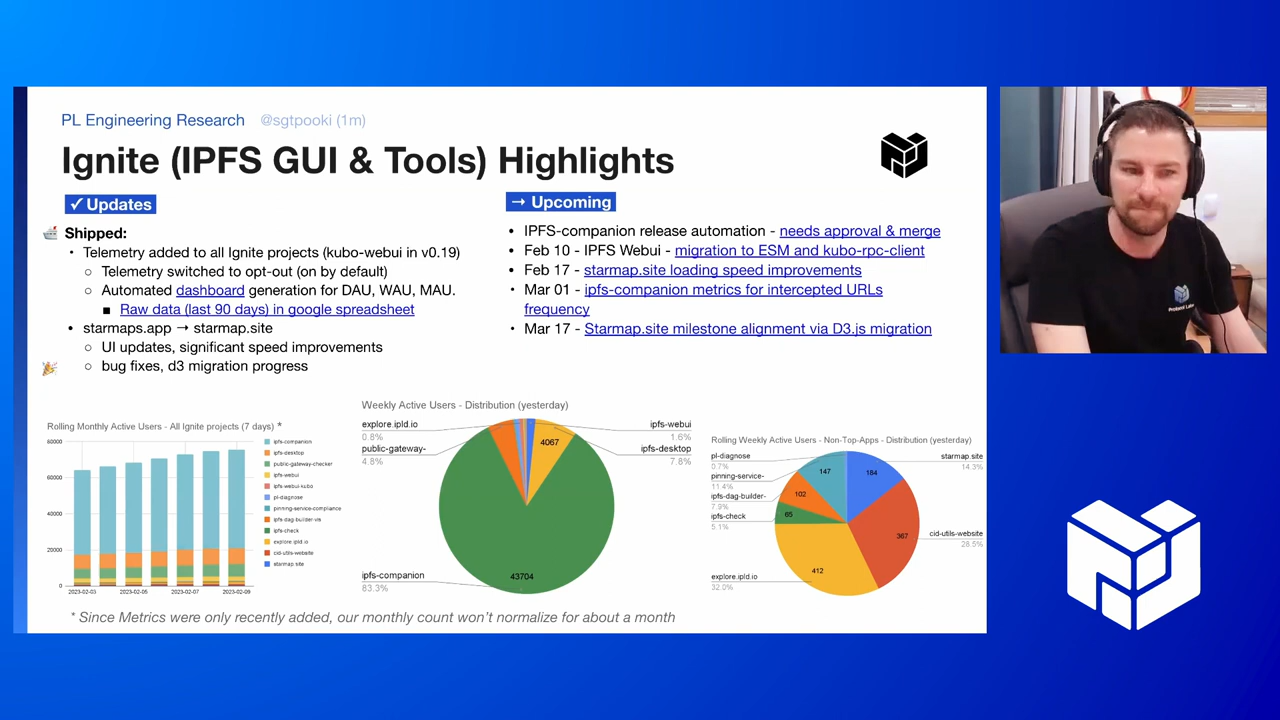 PL Engineering Research @sgtpooki (1m)
Ignite (IPFS GUI & Tools) Highlights
✓ Updates
Shipped:
• Telemetry added to all Ignite projects (kubo-webui in v0.19)
○ Telemetry switched to opt-out (on by default)
○ Automated dashboard generation for DAU, WAU, MAU.
■ Raw data (last 90 days) in google spreadsheet
• starmaps.app → starmap.site
○ UI updates, significant speed improvements
○ bug fixes, d3 migration progress
→ Upcoming
• IPFS-companion release automation - needs approval & merge
• Feb 10 - IPFS Webui - migration to ESM and kubo-rpc-client
• Feb 17 - starmap.site loading speed improvements
• Mar 01 - ipfs-companion metrics for intercepted URLs
frequency
• Mar 17 - Starmap.site milestone alignment via D3.js migration
Rolling Monthly Active Users - All Ignite projects (7 days) *
60000
60000
40000
20000
0
2023-02-03
2023-02-05
2023-02-07
2023-02-09
ipfs-companion
ipfs-desktop
public-gateway-checker
ipfs-webui
ipfs-webui-kubo
pl-diagnose
pinning-service-compliance
ipfs-dag-builder-vis
ipfs-check
explore.ipld.io
cid-utils-website
starmap.site
Weekly Active Users - Distribution (yesterday)
explore.ipld.io
0.8%
public-gateway-
4.8%
ipfs-webui
1.6%
ipfs-desktop
7.8%
4067
43704
ipfs-companion
83.3%
Rolling Weekly Active Users - Non-Top-Apps - Distribution (yesterday)
pl-diagnose
0.7%
pinning-service-
11.4%
ipfs-dag-builder-
7.9%
ipfs-check
5.1%
explore.ipld.io
32.0%
starmap.site
14.3%
cid-utils-website
28.5%
147
184
102
65
367
412
* Since Metrics were only recently added, our monthly count won't normalize for about a month
Protocol Labs